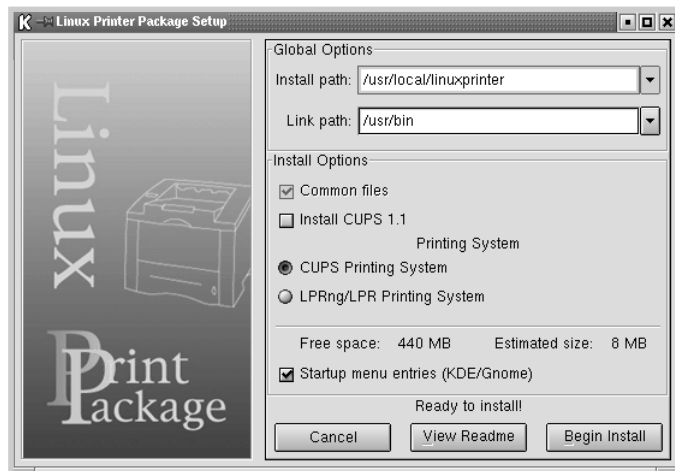 Linux Printer Package Setup
Linux
Print
Package
Global Options
Install path: /usr/local/linuxprinter
Link path: /usr/bin
Install Options
Common files
Install CUPS 1.1
Printing System
CUPS Printing System
LPRng/LPR Printing System
Free space: 440 MB Estimated size: 8 MB
Startup menu entries (KDE/Gnome)
Ready to install!
Cancel View Readme Begin Install